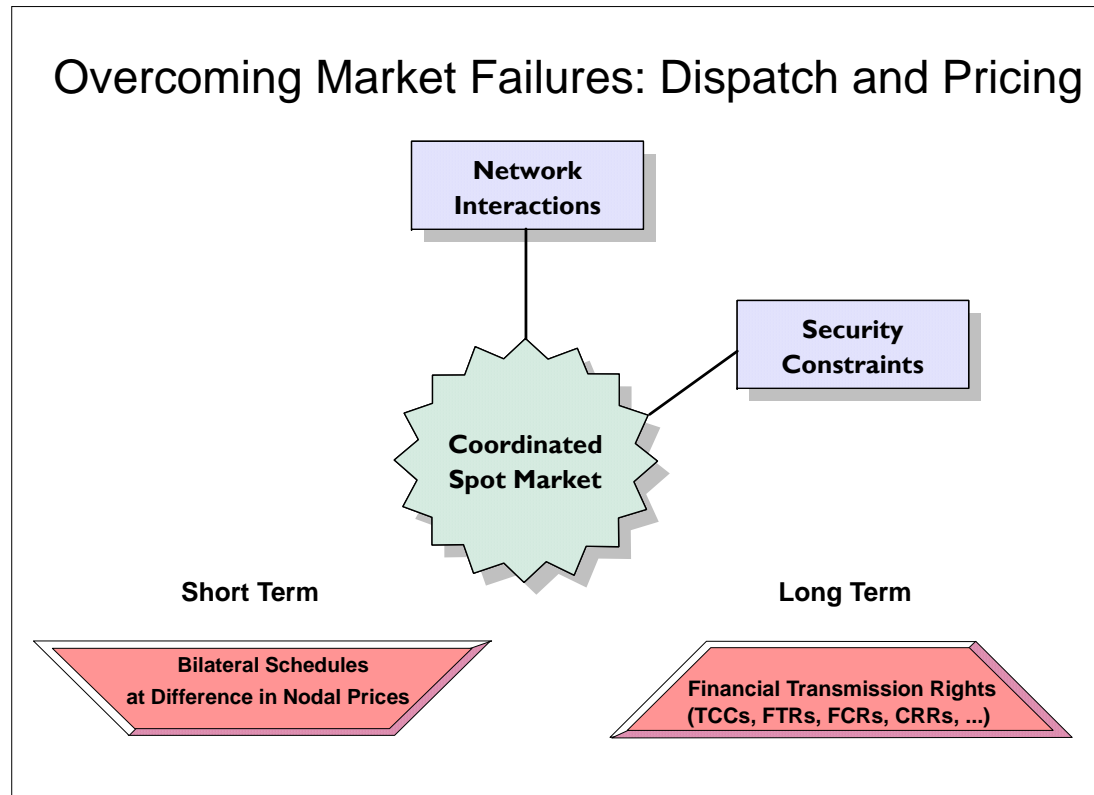 Overcoming Market Failures: Dispatch and Pricing
Network
Interactions
Security
Constraints
Coordinated
Spot Market
Short Term
Long Term
Bilateral Schedules
at Difference in Nodal Prices
Financial Transmission Rights
(TCCs, FTRs, FCRs, CRRs, ...)